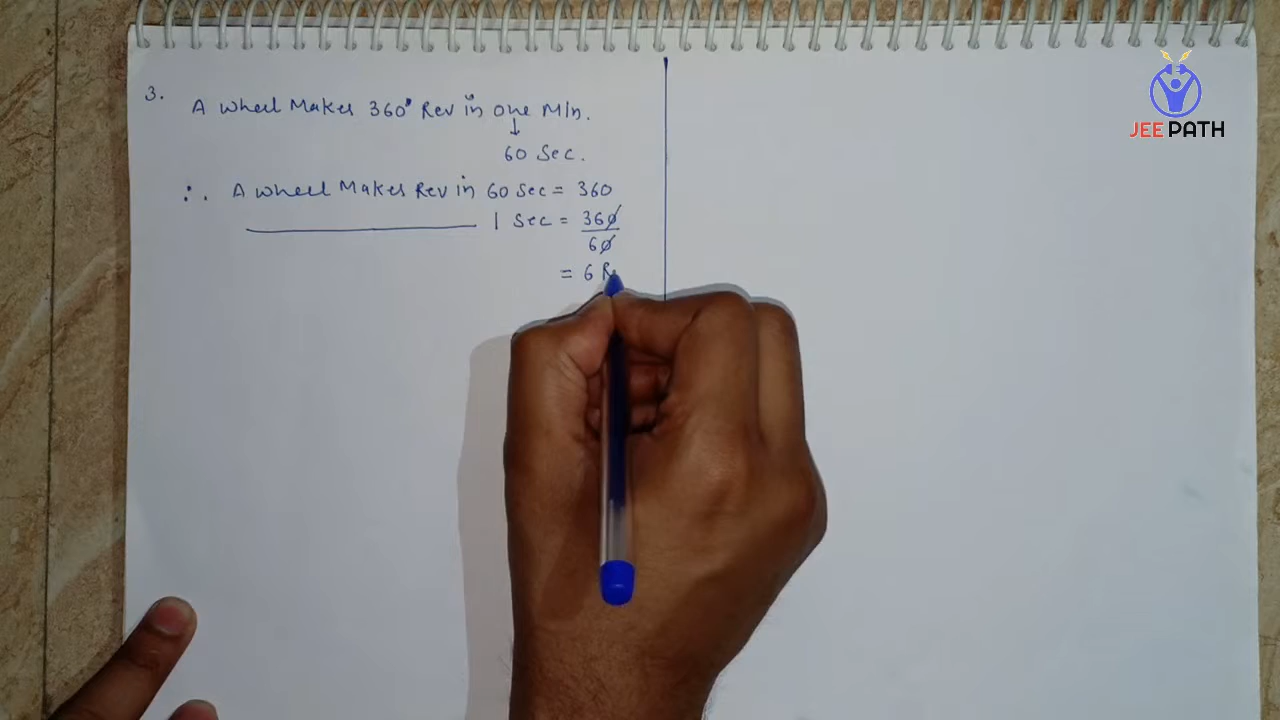 3. A wheel Makes 360° Rev in one Min.
↓
60 Sec.
∴ A wheel Makes Rev in 60 Sec = 360
1 Sec = 360
60
= 6 R
JEE PATH